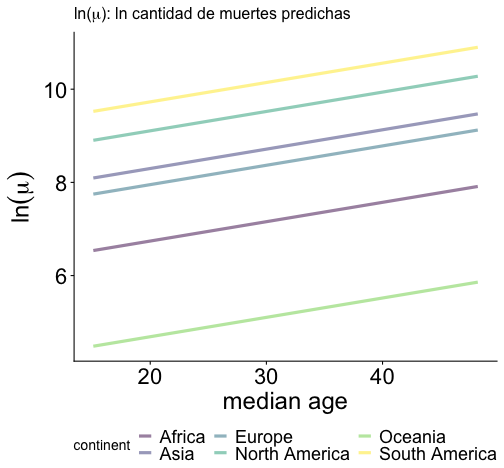 ln(μ): ln cantidad de muertes predichas
ln(μ)
10
8
6
20 30 40
median age
continent
Africa Europe Oceania
Asia North America South America